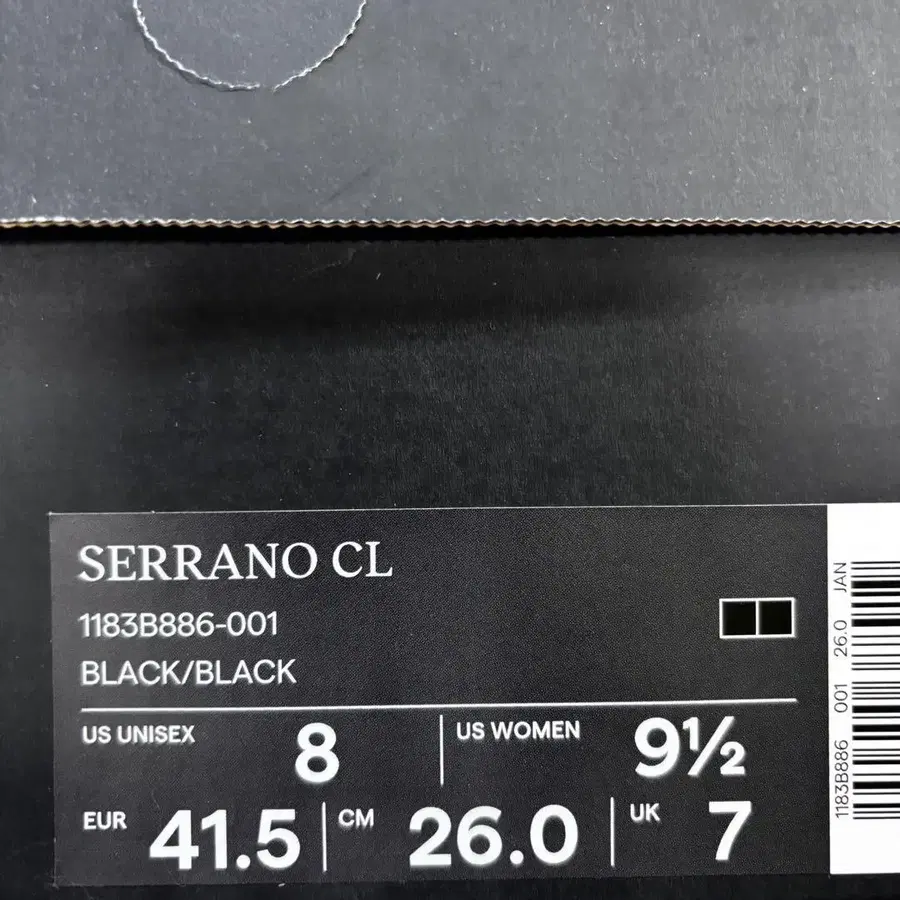 SERRANO CL
1183B886-001
BLACK/BLACK
US UNISEX 8 US WOMEN 9½
EUR 41.5 CM 26.0 UK 7
1183B886 001 26.0 JAN